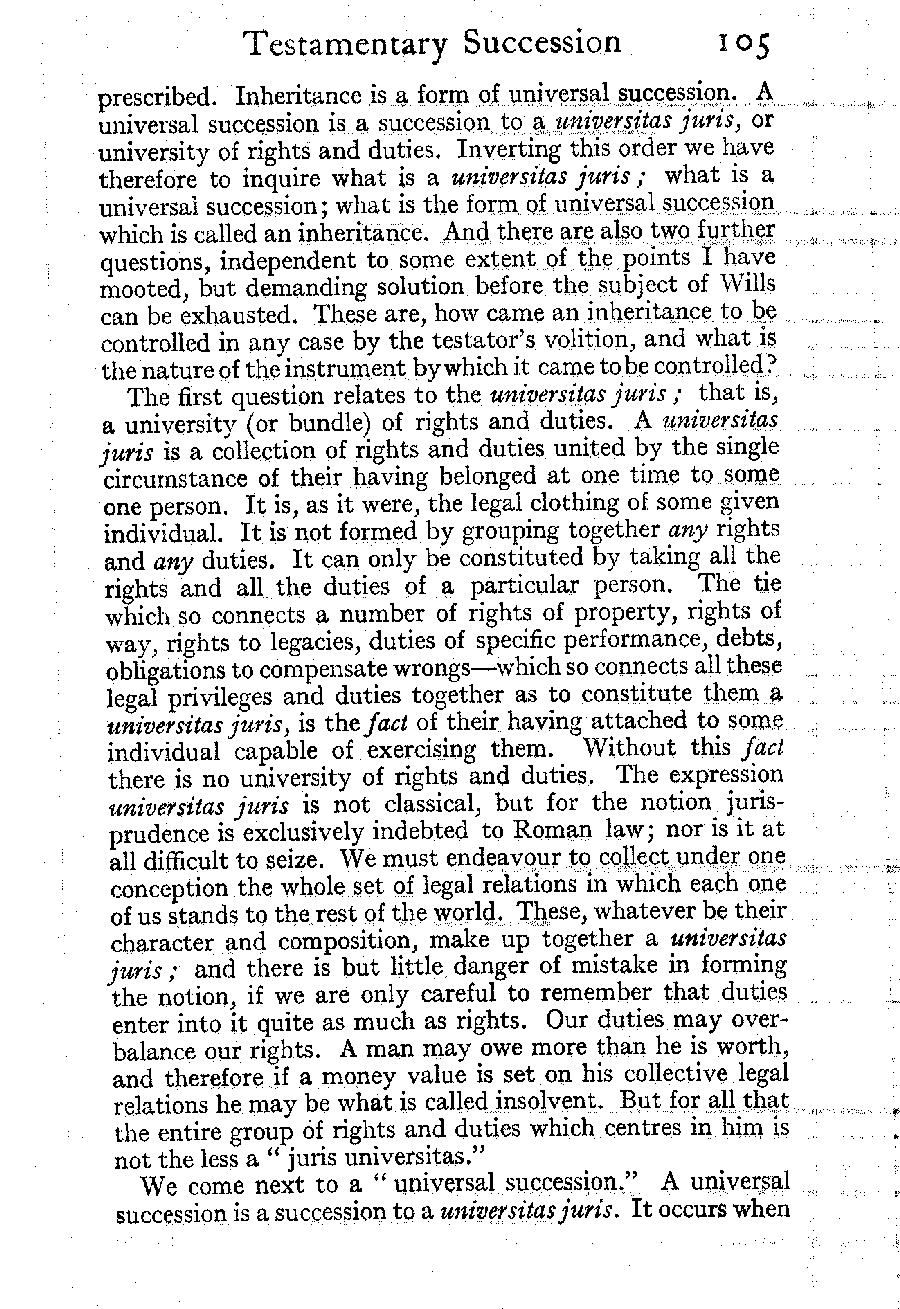 Testamentary Succession 105
prescribed. Inheritance is a form of universal succession. A
universal succession is a succession to a universitas juris, or
university of rights and duties. Inverting this order we have
therefore to inquire what is a universitas juris; what is a
universal succession; what is the form of universal succession
which is called an inheritance. And there are also two further
questions, independent to some extent of the points I have
mooted, but demanding solution before the subject of Wills
can be exhausted. These are, how came an inheritance to be
controlled in any case by the testator's volition, and what is
the nature of the instrument by which it came to be controlled?
The first question relates to the universitas juris; that is,
a university (or bundle) of rights and duties. A universitas
juris is a collection of rights and duties united by the single
circumstance of their having belonged at one time to some
one person. It is, as it were, the legal clothing of some given
individual. It is not formed by grouping together any rights
and any duties. It can only be constituted by taking all the
rights and all the duties of a particular person. The tie
which so connects a number of rights of property, rights of
way, rights to legacies, duties of specific performance, debts,
obligations to compensate wrongs—which so connects all these
legal privileges and duties together as to constitute them a
universitas juris, is the fact of their having attached to some
individual capable of exercising them. Without this fact
there is no university of rights and duties. The expression
universitas juris is not classical, but for the notion juris-
prudence is exclusively indebted to Roman law; nor is it at
all difficult to seize. We must endeavour to collect under one
conception the whole set of legal relations in which each one
of us stands to the rest of the world. These, whatever be their
character and composition, make up together a universitas
juris; and there is but little danger of mistake in forming
the notion, if we are only careful to remember that duties
enter into it quite as much as rights. Our duties may over-
balance our rights. A man may owe more than he is worth,
and therefore if a money value is set on his collective legal
relations he may be what is called insolvent. But for all that
the entire group of rights and duties which centres in him is
not the less a "juris universitas."
We come next to a "universal succession." A universal
succession is a succession to a universitas juris. It occurs when